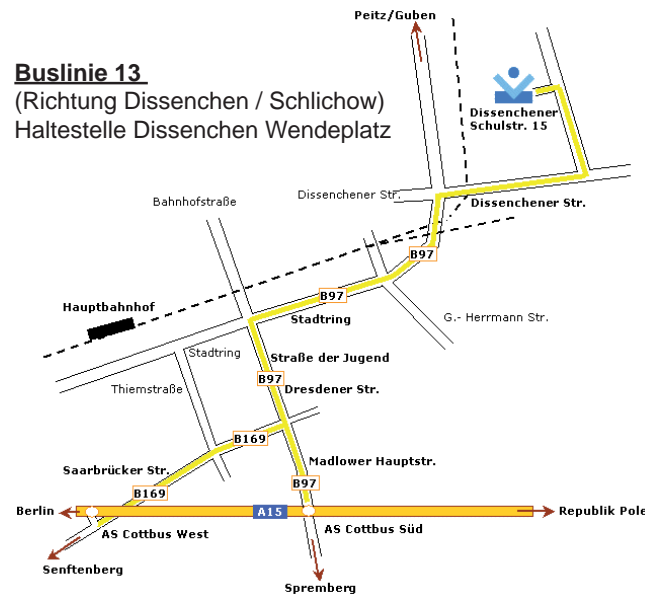 Peitz/Guben
Buslinie 13
(Richtung Dissenchen / Schlichow)
Haltestelle Dissenchen Wendeplatz
Dissenchener
Schulstr. 15
Bahnhofstraße
Dissenchener Str.
Dissenchener Str.
B97
Hauptbahnhof
B97
Stadtring
G.- Herrmann Str.
Stadtring
Straße der Jugend
B97
Dresdener Str.
Thiemstraße
B169
Madlower Hauptstr.
Saarbrücker Str.
B97
B169
Berlin
A15
Republik Pole
AS Cottbus West
AS Cottbus Süd
Senftenberg
Spremberg